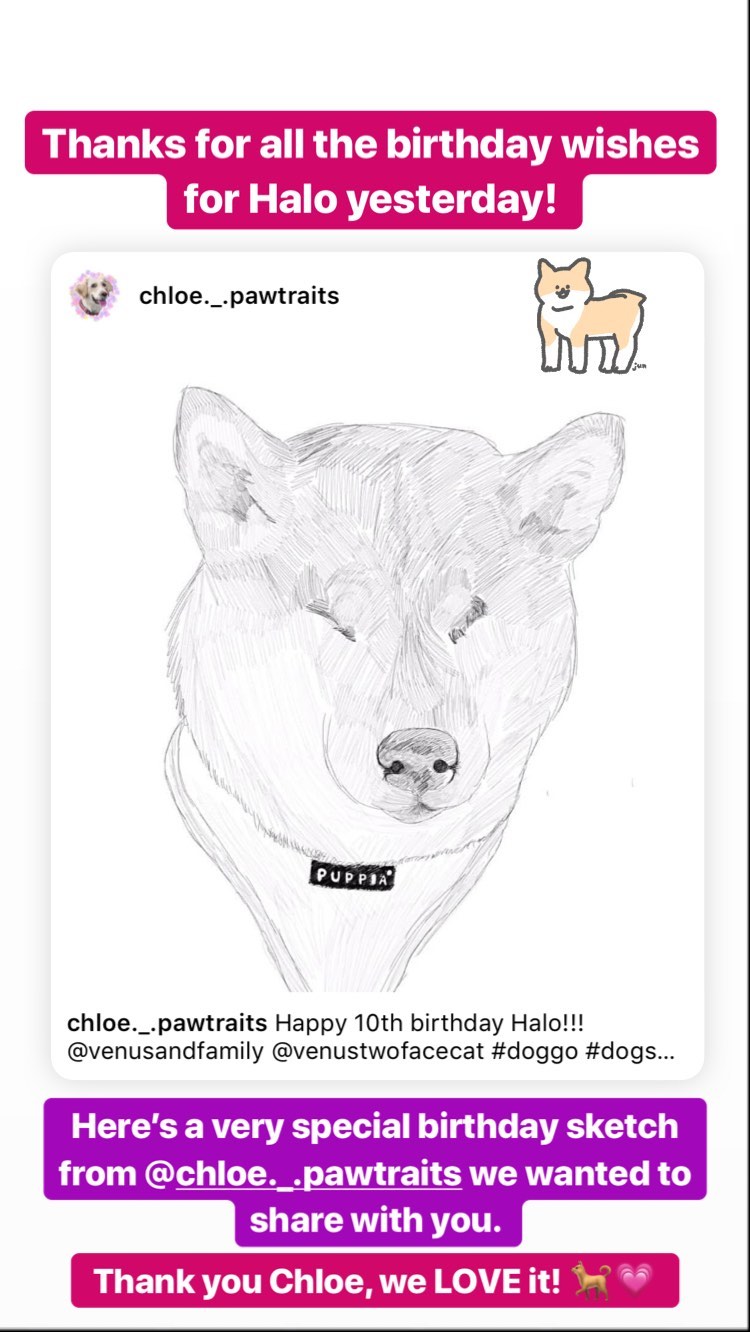 Thanks for all the birthday wishes
for Halo yesterday!
chloe._.pawtraits
jun
PUPPIA
chloe._.pawtraits Happy 10th birthday Halo!!!
@venusandfamily @venustwofacecat #doggo #dogs...
Here’s a very special birthday sketch
from @chloe._.pawtraits we wanted to
share with you.
Thank you Chloe, we LOVE it! 🐕💗